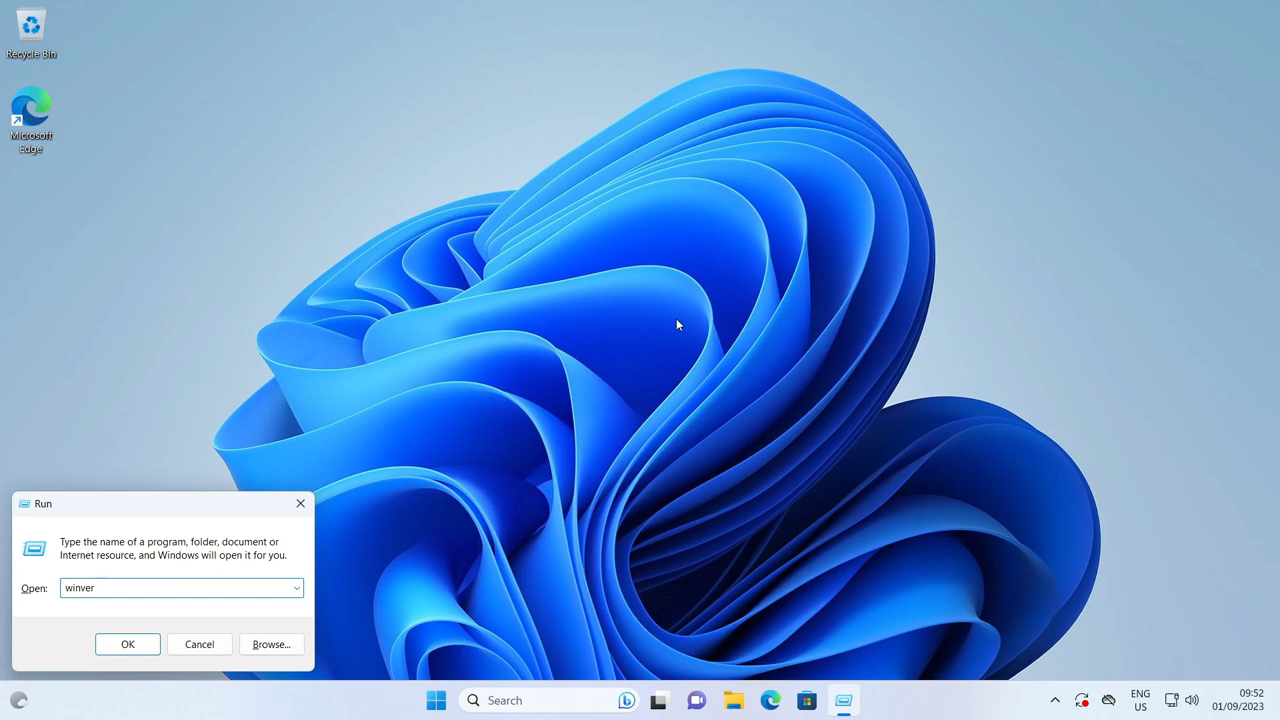 Recycle Bin
Microsoft
Edge
Run
Type the name of a program, folder, document or
Internet resource, and Windows will open it for you.
Open: winver
OK Cancel Browse...
Search
ENG
US
09:52
01/09/2023